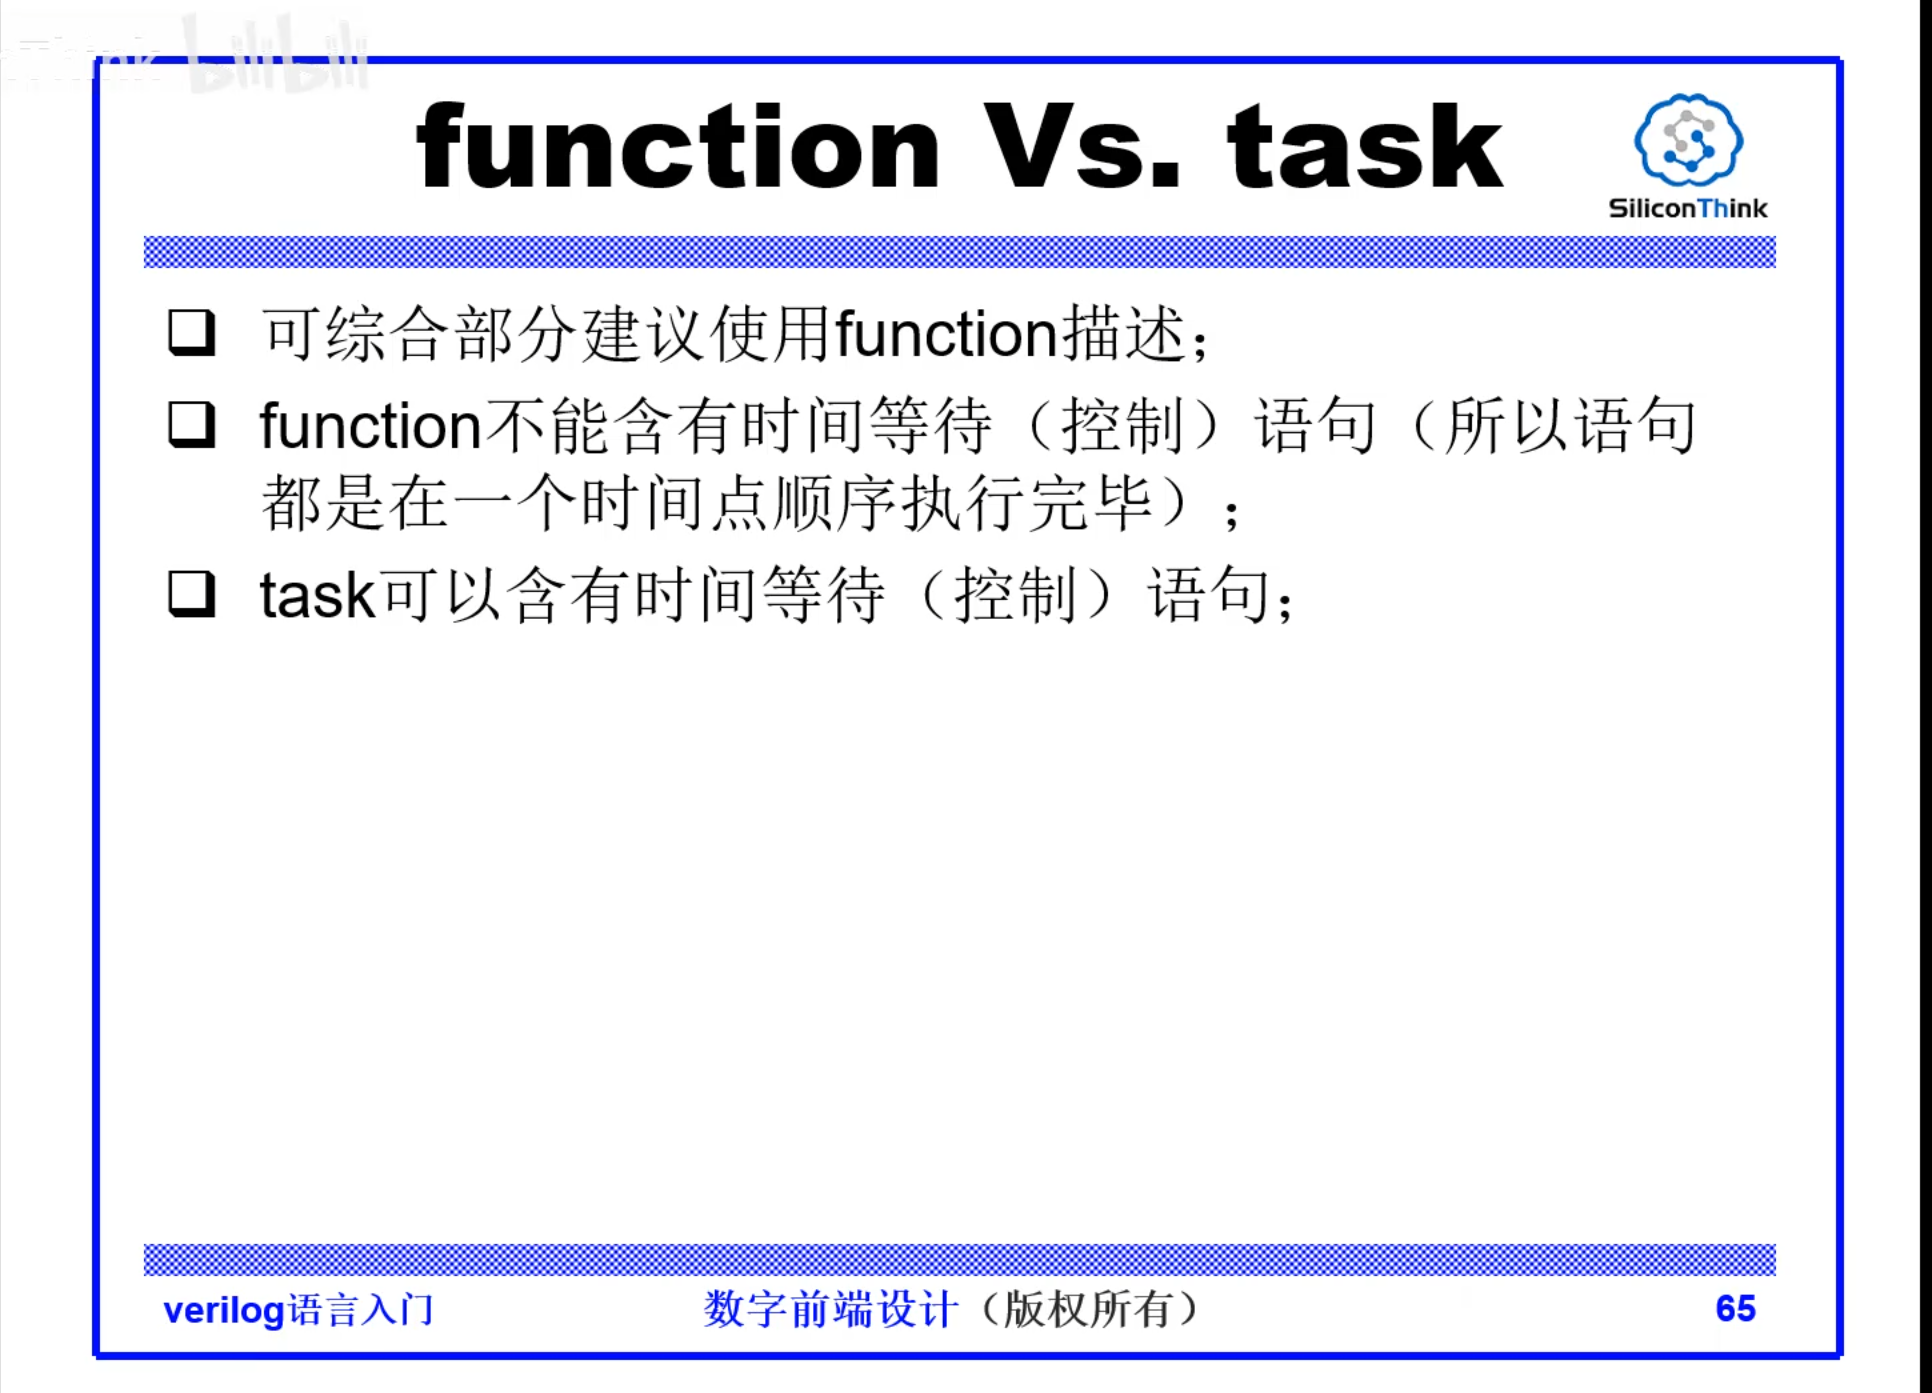 bilibili
function Vs. task
SiliconThink
可综合部分建议使用function描述；
function不能含有时间等待（控制）语句（所以语句
都是在一个时间点顺序执行完毕）；
task可以含有时间等待（控制）语句；
verilog语言入门
数字前端设计（版权所有）
65